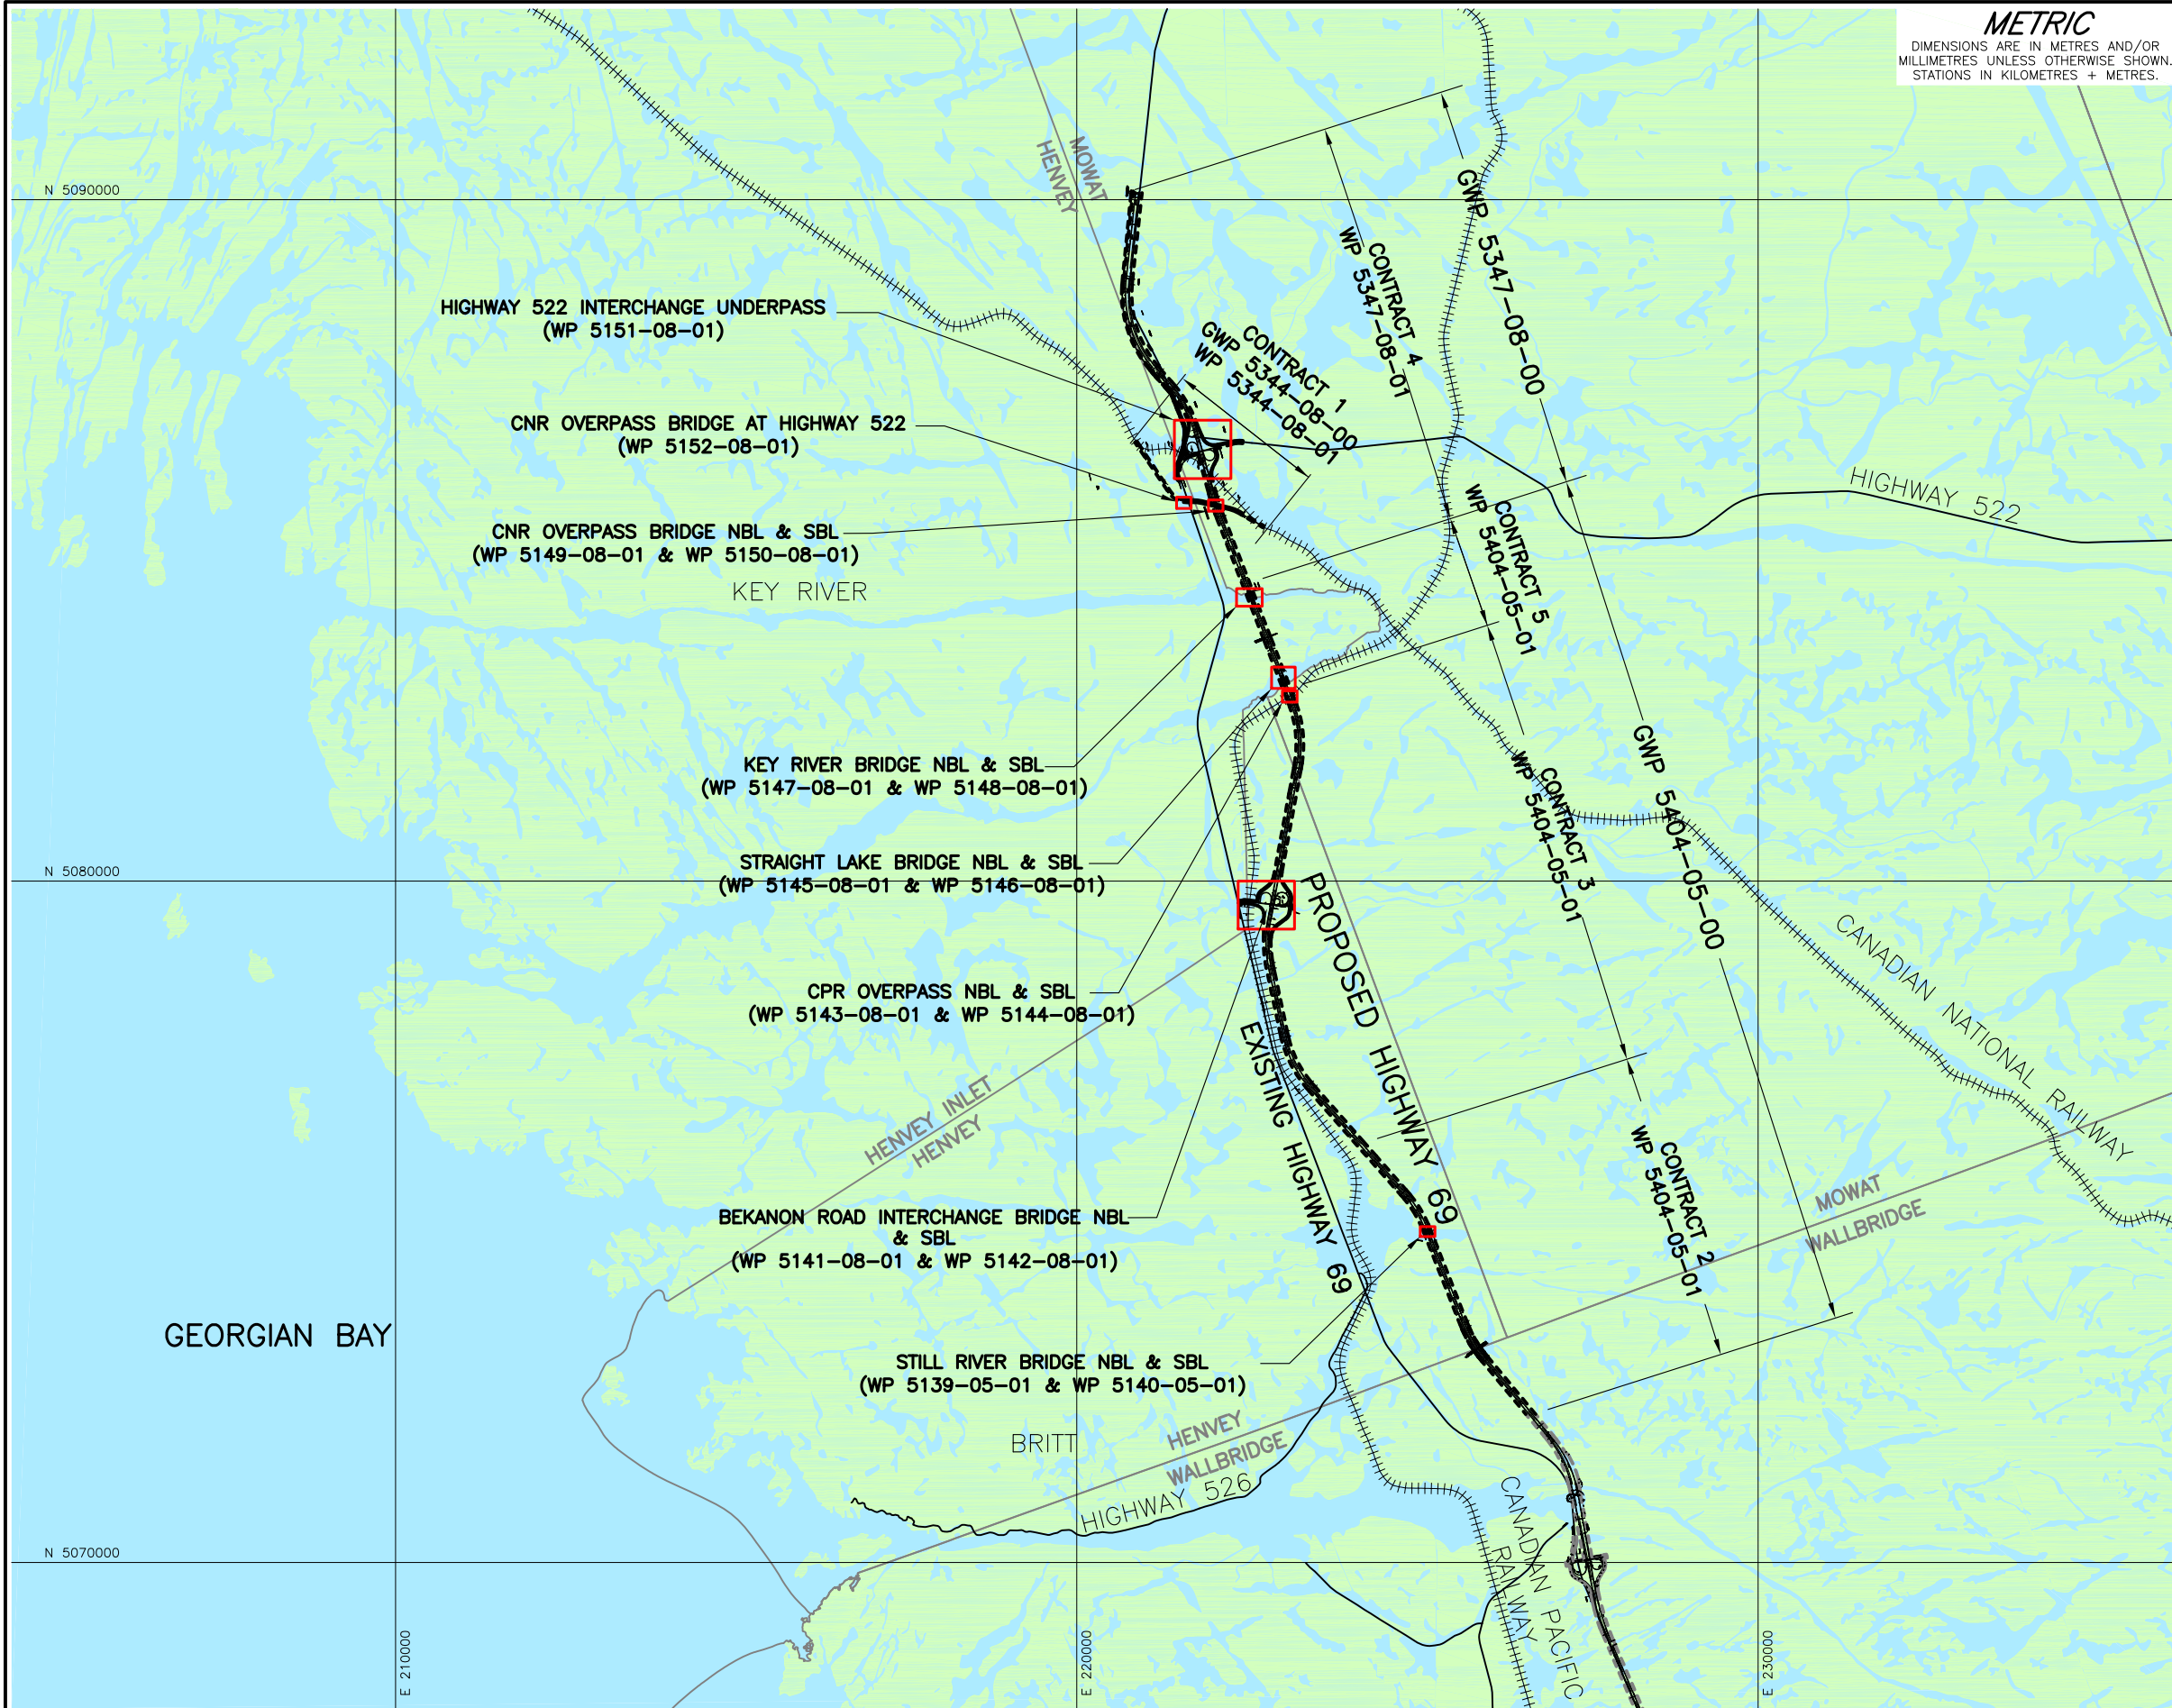 METRIC
DIMENSIONS ARE IN METRES AND/OR
MILLIMETRES UNLESS OTHERWISE SHOWN.
STATIONS IN KILOMETRES + METRES.
MOWAT
HENVEY
N 5090000
GWP 5347-08-00
CONTRACT 4
WP 5347-08-01
HIGHWAY 522 INTERCHANGE UNDERPASS
(WP 5151-08-01)
CONTRACT 1
GWP 5344-08-00
WP 5344-08-01
CNR OVERPASS BRIDGE AT HIGHWAY 522
(WP 5152-08-01)
HIGHWAY 522
CONTRACT 5
WP 5404-05-01
CNR OVERPASS BRIDGE NBL & SBL
(WP 5149-08-01 & WP 5150-08-01)
KEY RIVER
KEY RIVER BRIDGE NBL & SBL
(WP 5147-08-01 & WP 5148-08-01)
GWP 5404-05-00
CONTRACT 3
WP 5404-05-01
STRAIGHT LAKE BRIDGE NBL & SBL
(WP 5145-08-01 & WP 5146-08-01)
N 5080000
PROPOSED HIGHWAY 69
CANADIAN NATIONAL RAILWAY
CPR OVERPASS NBL & SBL
(WP 5143-08-01 & WP 5144-08-01)
EXISTING HIGHWAY 69
HENVEY INLET
HENVEY
CONTRACT 2
WP 5404-05-01
MOWAT
WALLBRIDGE
BEKANON ROAD INTERCHANGE BRIDGE NBL
& SBL
(WP 5141-08-01 & WP 5142-08-01)
GEORGIAN BAY
STILL RIVER BRIDGE NBL & SBL
(WP 5139-05-01 & WP 5140-05-01)
BRITT
HENVEY
WALLBRIDGE
HIGHWAY 526
CANADIAN PACIFIC
RAILWAY
N 5070000
E 210000
E 220000
E 230000